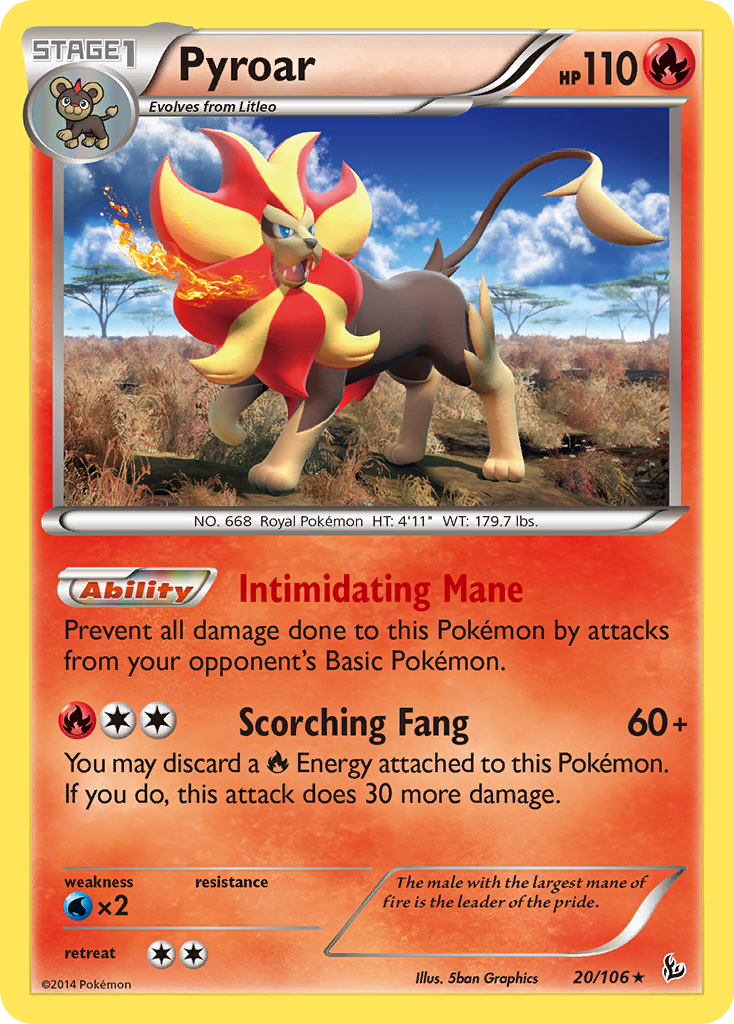 STAGE1
Pyroar
HP110
Evolves from Litleo
NO. 668 Royal Pokémon HT: 4'11" WT: 179.7 lbs.
Ability Intimidating Mane
Prevent all damage done to this Pokémon by attacks
from your opponent's Basic Pokémon.
Scorching Fang 60+
You may discard a Energy attached to this Pokémon.
If you do, this attack does 30 more damage.
weakness resistance
×2
The male with the largest mane of
fire is the leader of the pride.
retreat
©2014 Pokémon
Illus. 5ban Graphics 20/106 ★